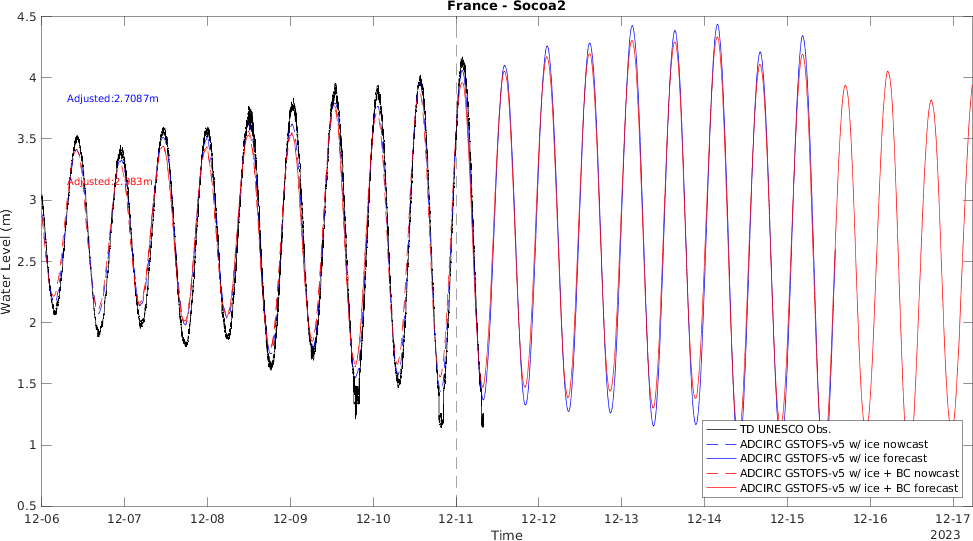 France - Socoa2
4.5
4
3.5
3
2.5
2
1.5
1
0.5
Water Level (m)
Adjusted:2.7087m
Adjusted:2.983m
TD UNESCO Obs.
ADCIRC GSTOFS-v5 w/ ice nowcast
ADCIRC GSTOFS-v5 w/ ice forecast
ADCIRC GSTOFS-v5 w/ ice + BC nowcast
ADCIRC GSTOFS-v5 w/ ice + BC forecast
12-06 12-07 12-08 12-09 12-10 12-11 12-12 12-13 12-14 12-15 12-16 12-17
Time
2023